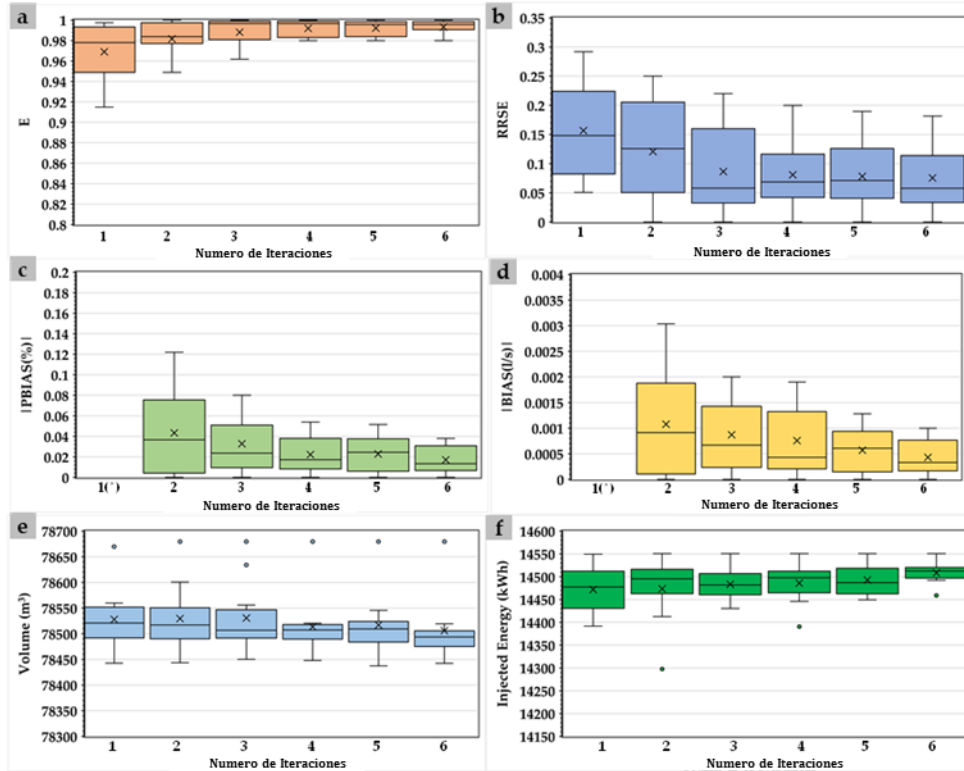 a
1
0.98
0.96
0.94
0.92
0.9
0.88
0.86
0.84
0.82
0.8
E
1 2 3 4 5 6
Numero de Iteraciones
b
0.35
0.3
0.25
0.2
0.15
0.1
0.05
0
RRSE
1 2 3 4 5 6
Numero de Iteraciones
c
0.2
0.18
0.16
0.14
0.12
0.1
0.08
0.06
0.04
0.02
0
|PBIAS(%)|
1(*) 2 3 4 5 6
Numero de Iteraciones
d
0.004
0.0035
0.003
0.0025
0.002
0.0015
0.001
0.0005
0
|BIAS(l/s)|
1(*) 2 3 4 5 6
Numero de Iteraciones
e
78700
78650
78600
78550
78500
78450
78400
78350
78300
Volume (m³)
1 2 3 4 5 6
Numero de Iteraciones
f
14600
14550
14500
14450
14400
14350
14300
14250
14200
14150
Injected Energy (kWh)
1 2 3 4 5 6
Numero de Iteraciones